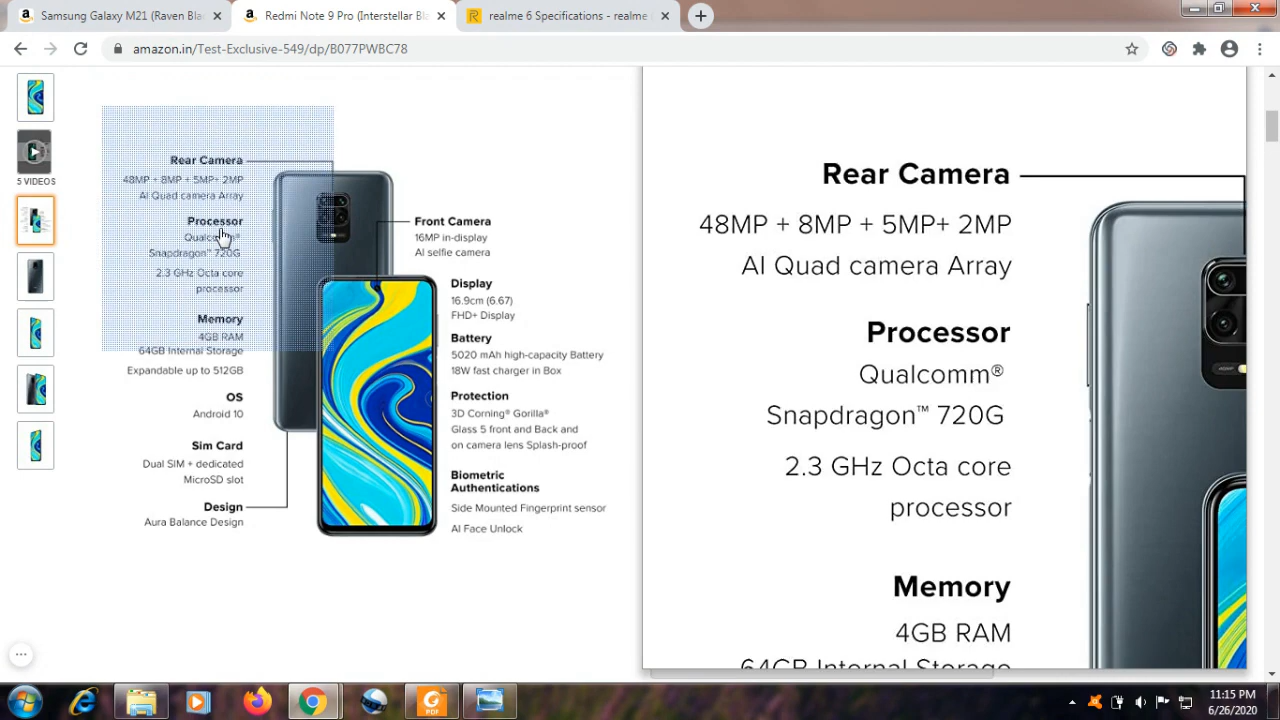 Samsung Galaxy M21 (Raven Bla
Redmi Note 9 Pro (Interstellar Bla
realme 6 Specifications - realme
amazon.in/Test-Exclusive-549/dp/B077PWBC78
5 VIDEOS
Rear Camera
48MP + 8MP + 5MP+ 2MP
AI Quad camera Array
Processor
Qualcomm®
Snapdragon™ 720G
2.3 GHz Octa core
processor
Memory
4GB RAM
64GB Internal Storage
Expandable up to 512GB
OS
Android 10
Sim Card
Dual SIM + dedicated
MicroSD slot
Design
Aura Balance Design
Front Camera
16MP in-display
AI selfie camera
Display
16.9cm (6.67)
FHD+ Display
Battery
5020 mAh high-capacity Battery
18W fast charger in Box
Protection
3D Corning® Gorilla®
Glass 5 front and Back and
on camera lens Splash-proof
Biometric
Authentications
Side Mounted Fingerprint sensor
AI Face Unlock
Rear Camera
48MP + 8MP + 5MP+ 2MP
AI Quad camera Array
Processor
Qualcomm®
Snapdragon™ 720G
2.3 GHz Octa core
processor
Memory
4GB RAM
64GB Internal Storage
PDF
11:15 PM
6/26/2020